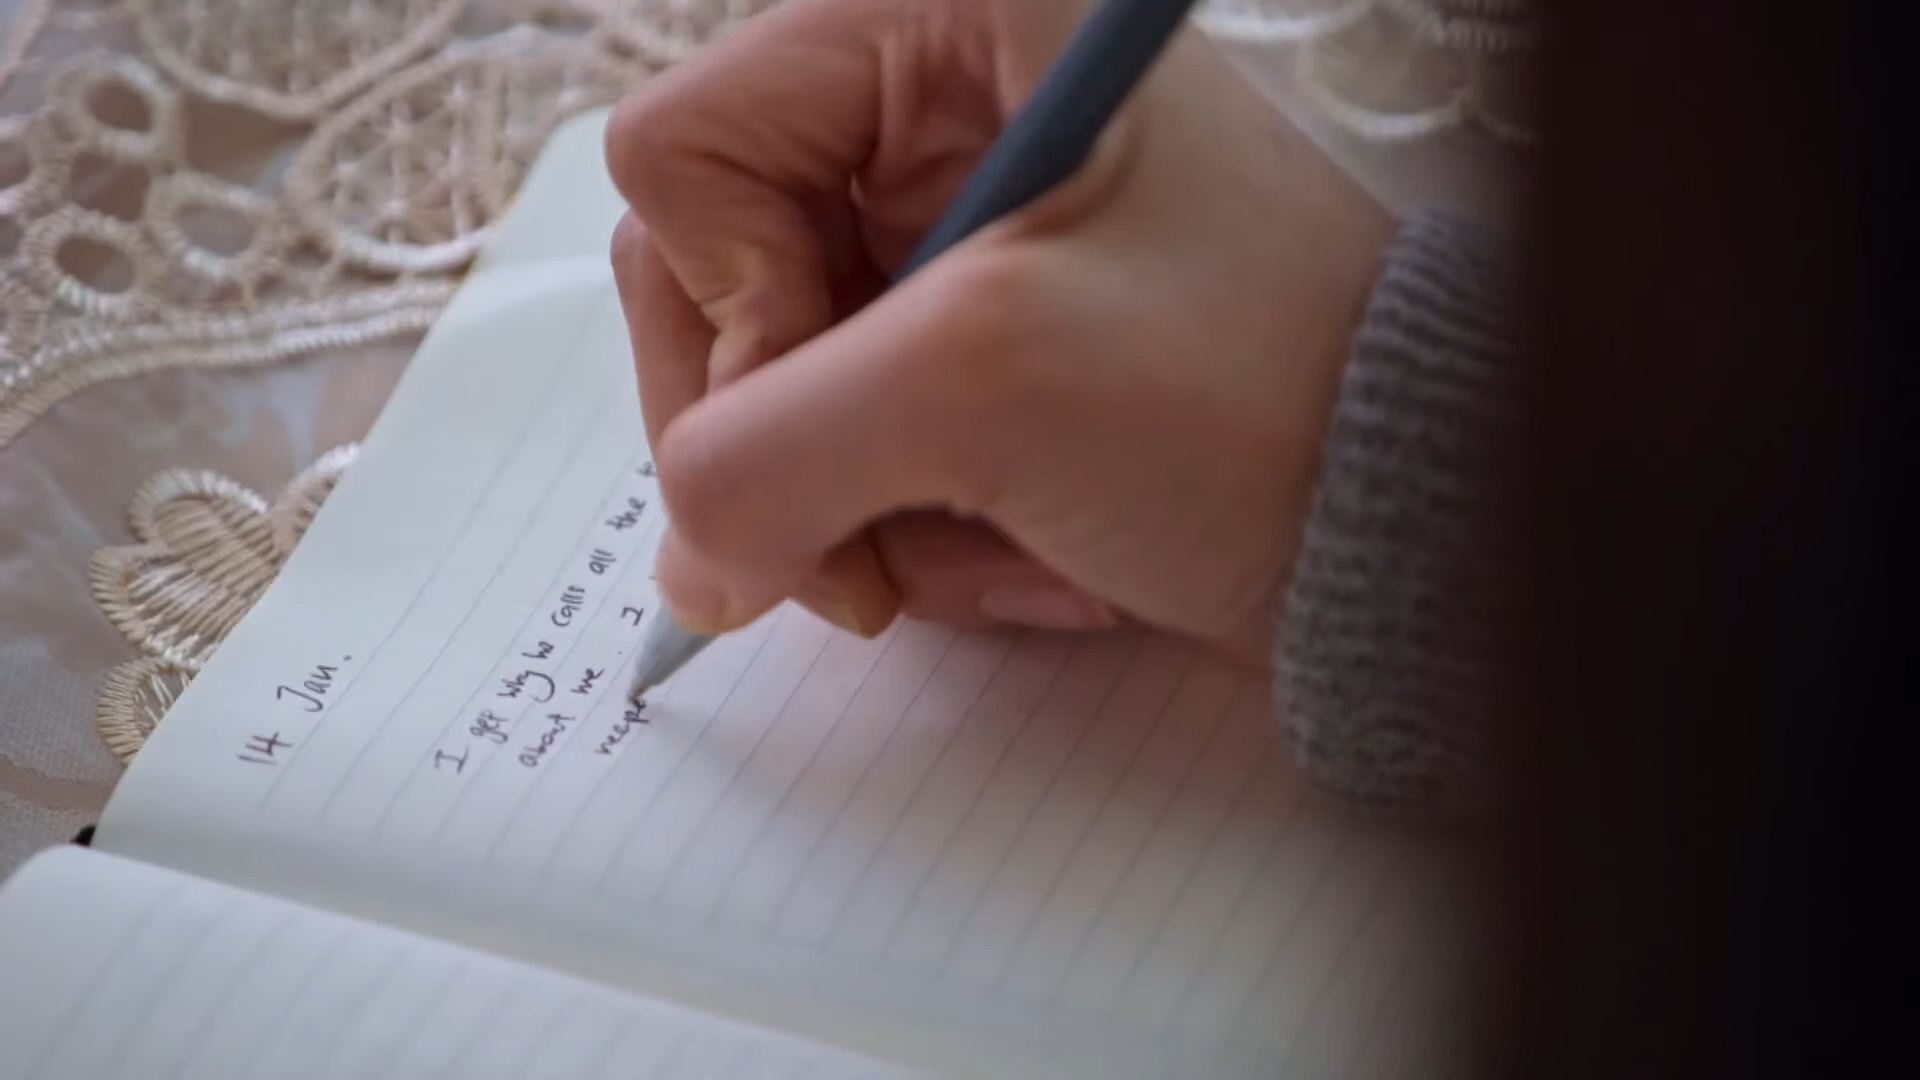 14 Jan.
I get why he calls all the
about me. I